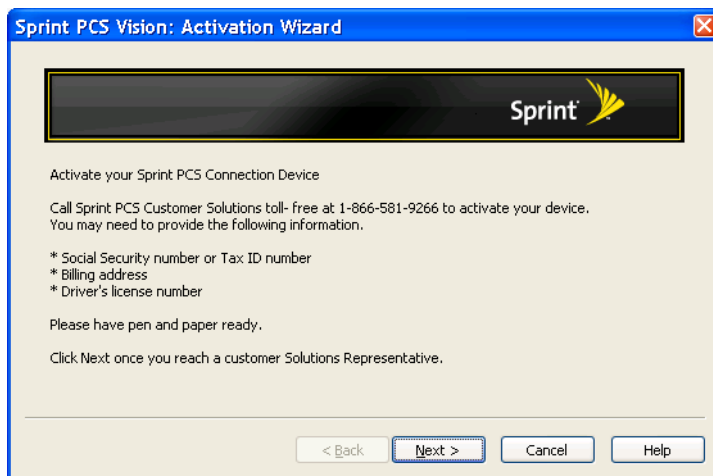 Sprint PCS Vision: Activation Wizard
Sprint
Activate your Sprint PCS Connection Device
Call Sprint PCS Customer Solutions toll- free at 1-866-581-9266 to activate your device.
You may need to provide the following information.
* Social Security number or Tax ID number
* Billing address
* Driver's license number
Please have pen and paper ready.
Click Next once you reach a customer Solutions Representative.
< Back Next > Cancel Help